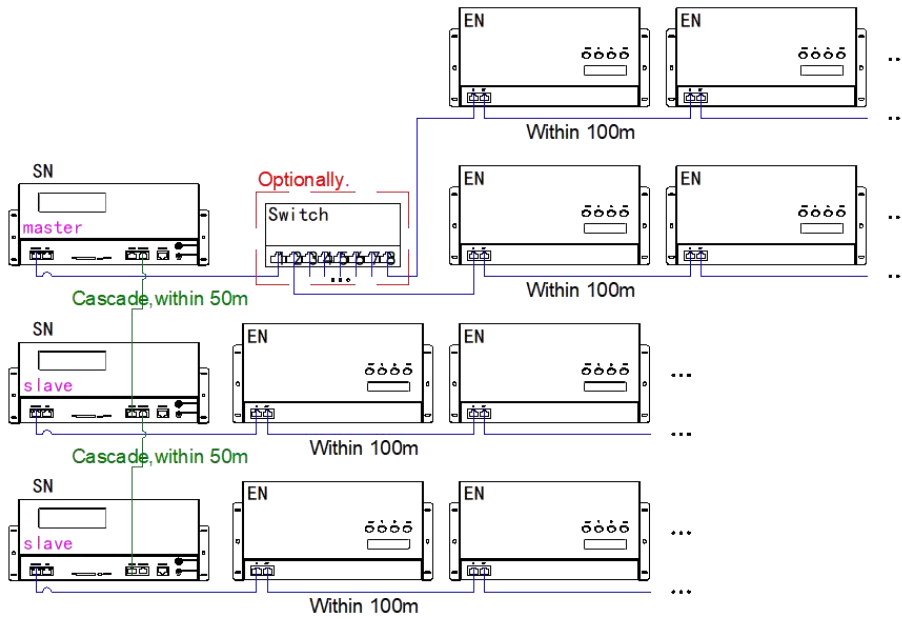 EN EN
Within 100m
SN
master
Optionally.
Switch
1 2 3 4 5 6 7 8
EN EN
Within 100m
Cascade,within 50m
SN
slave
EN EN
Within 100m
Cascade,within 50m
SN
slave
EN EN
Within 100m